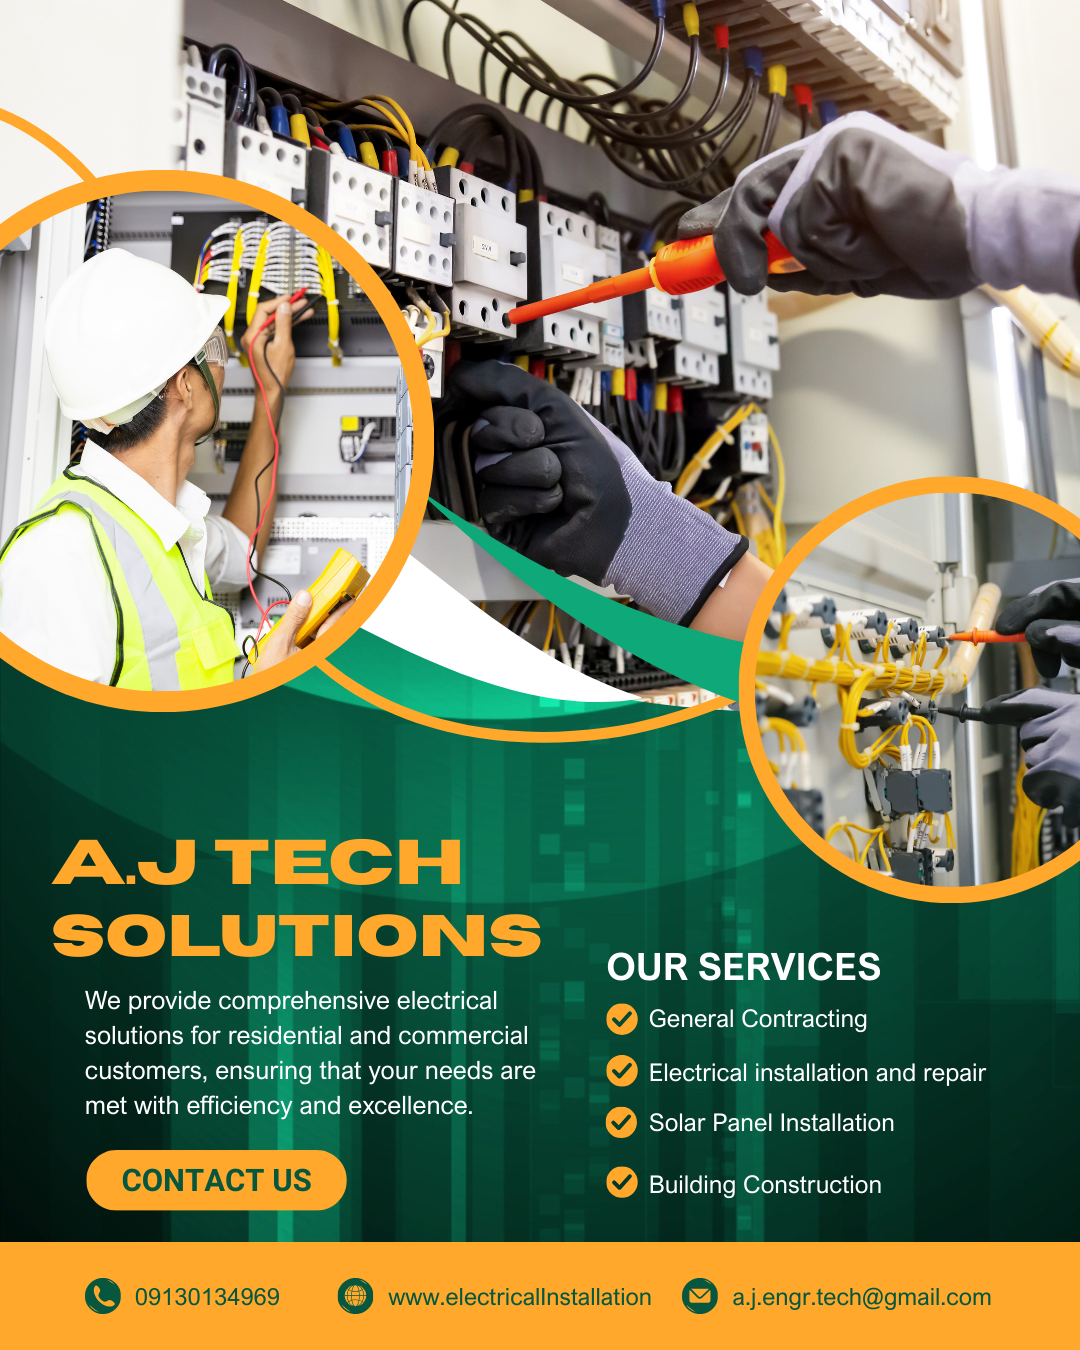 A.J TECH
SOLUTIONS
We provide comprehensive electrical
solutions for residential and commercial
customers, ensuring that your needs are
met with efficiency and excellence.
CONTACT US
OUR SERVICES
General Contracting
Electrical installation and repair
Solar Panel Installation
Building Construction
09130134969
www.electricalInstallation
a.j.engr.tech@gmail.com